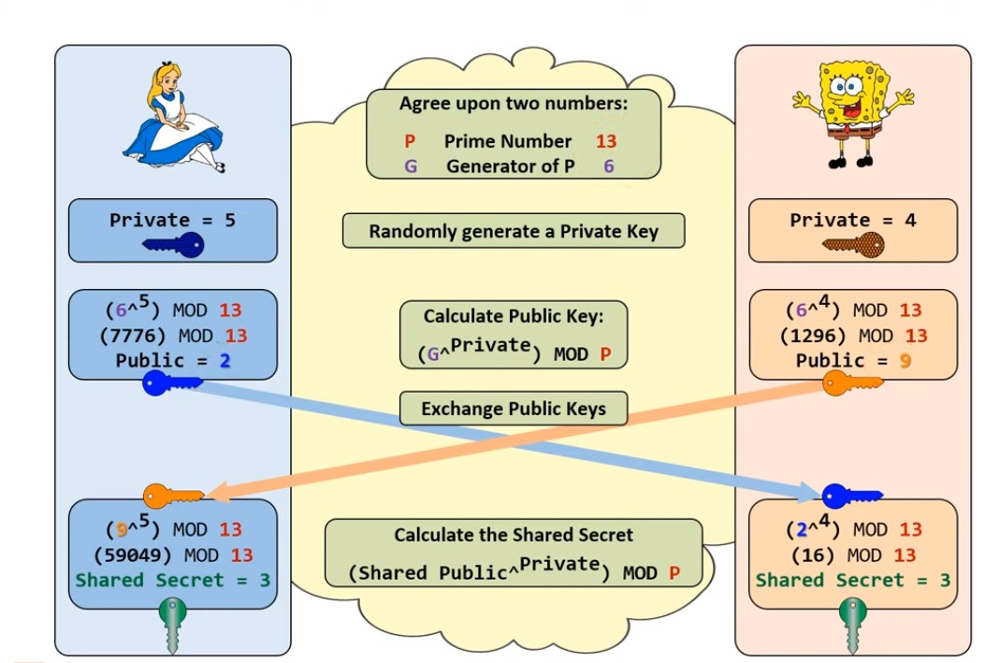 Agree upon two numbers:
P Prime Number 13
G Generator of P 6
Private = 5
Randomly generate a Private Key
Private = 4
(6^5) MOD 13
(7776) MOD 13
Public = 2
Calculate Public Key:
(G^Private) MOD P
(6^4) MOD 13
(1296) MOD 13
Public = 9
Exchange Public Keys
(9^5) MOD 13
(59049) MOD 13
Shared Secret = 3
Calculate the Shared Secret
(Shared Public^Private) MOD P
(2^4) MOD 13
(16) MOD 13
Shared Secret = 3